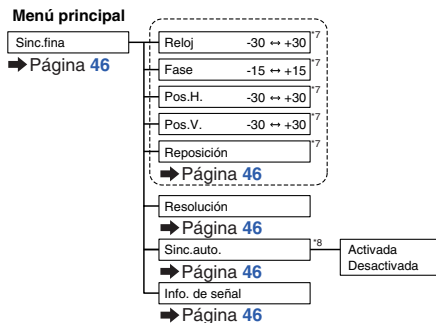 Menú principal
Sinc.fina
➡ Página 46
Reloj -30 ↔ +30 *7
Fase -15 ↔ +15 *7
Pos.H. -30 ↔ +30 *7
Pos.V. -30 ↔ +30 *7
Reposición *7
➡ Página 46
Resolución
➡ Página 46
Sinc.auto. *8
Activada
Desactivada
➡ Página 46
Info. de señal
➡ Página 46